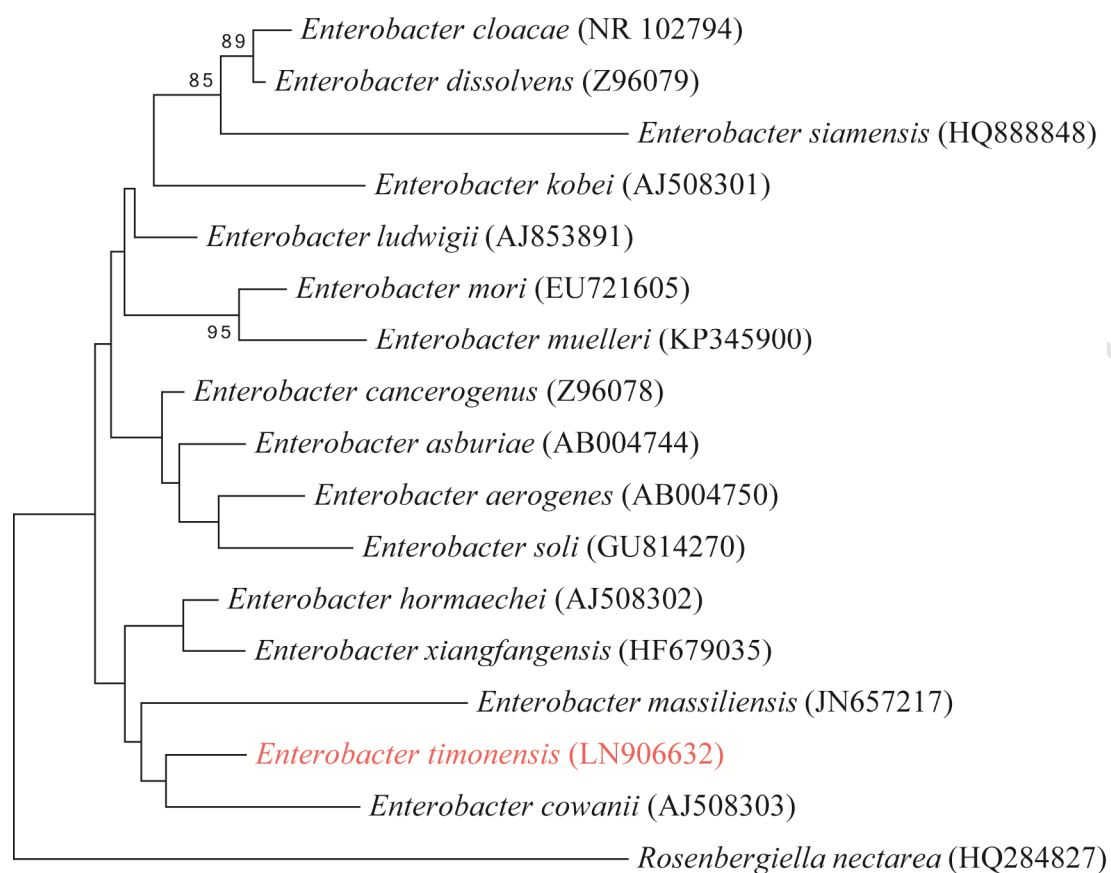 89
Enterobacter cloacae (NR 102794)
85
Enterobacter dissolvens (Z96079)
Enterobacter siamensis (HQ888848)
Enterobacter kobei (AJ508301)
Enterobacter ludwigii (AJ853891)
Enterobacter mori (EU721605)
95
Enterobacter muelleri (KP345900)
Enterobacter cancerogenus (Z96078)
Enterobacter asburiae (AB004744)
Enterobacter aerogenes (AB004750)
Enterobacter soli (GU814270)
Enterobacter hormaechei (AJ508302)
Enterobacter xiangfangensis (HF679035)
Enterobacter massiliensis (JN657217)
Enterobacter timonensis (LN906632)
Enterobacter cowanii (AJ508303)
Rosenbergiella nectarea (HQ284827)